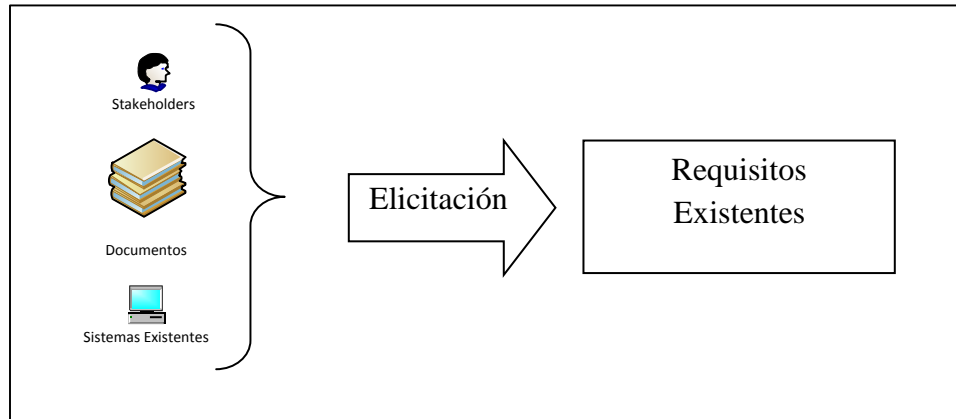 Stakeholders
Documentos
Sistemas Existentes
Elicitación
Requisitos
Existentes